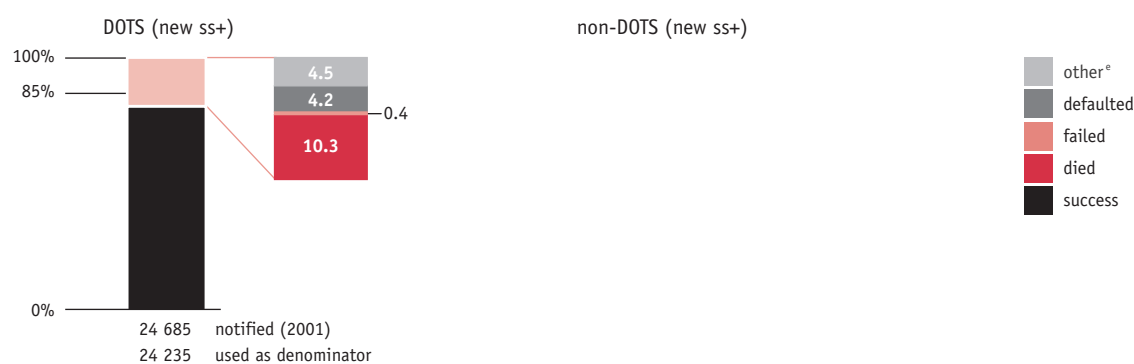 DOTS (new ss+)
non-DOTS (new ss+)
100%
85%
0%
4.5
4.2
0.4
10.3
otherᵉ
defaulted
failed
died
success
24 685 notified (2001)
24 235 used as denominator